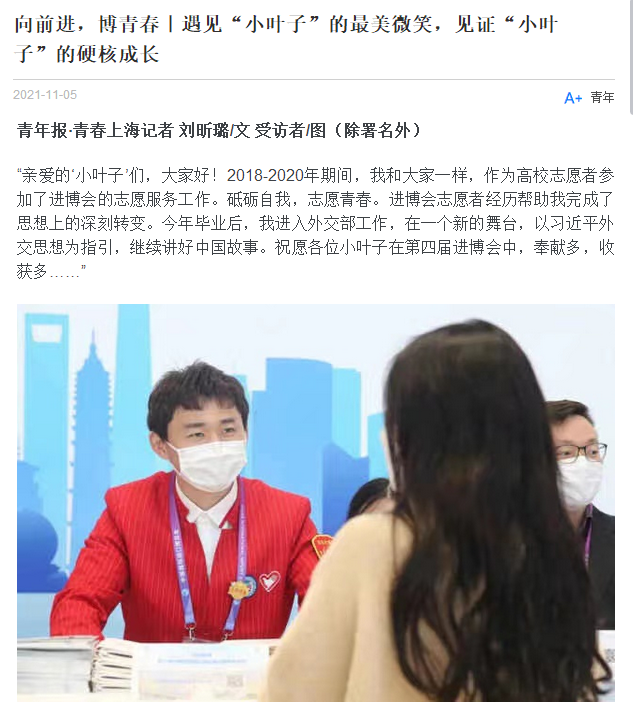 向前进，博青春丨遇见“小叶子”的最美微笑，见证“小叶
子”的硬核成长
2021-11-05
A+ 青年
青年报·青春上海记者 刘昕璐/文 受访者/图（除署名外）
“亲爱的‘小叶子’们，大家好！2018-2020年期间，我和大家一样，作为高校志愿者参
加了进博会的志愿服务工作。砥砺自我，志愿青春。进博会志愿者经历帮助我完成了
思想上的深刻转变。今年毕业后，我进入外交部工作，在一个新的舞台，以习近平外
交思想为指引，继续讲好中国故事。祝愿各位小叶子在第四届进博会中，奉献多，收
获多……”